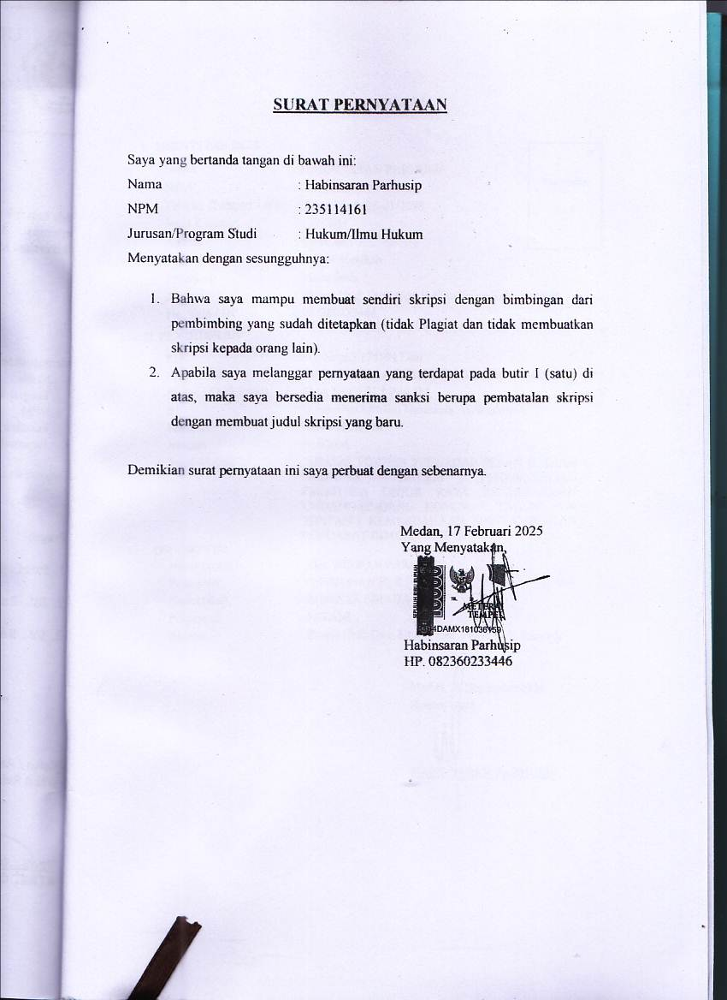 SURAT PERNYATAAN
Saya yang bertanda tangan di bawah ini:
Nama : Habinsaran Parhusip
NPM : 235114161
Jurusan/Program Studi : Hukum/Ilmu Hukum
Menyatakan dengan sesungguhnya:
1. Bahwa saya mampu membuat sendiri skripsi dengan bimbingan dari
pembimbing yang sudah ditetapkan (tidak Plagiat dan tidak membuatkan
skripsi kepada orang lain).
2. Apabila saya melanggar pernyataan yang terdapat pada butir I (satu) di
atas, maka saya bersedia menerima sanksi berupa pembatalan skripsi
dengan membuat judul skripsi yang baru.
Demikian surat pernyataan ini saya perbuat dengan sebenarnya.
Medan, 17 Februari 2025
Yang Menyatakan,
10000
METERAI
TEMPEL
Habinsaran Parhusip
HP. 082360233446